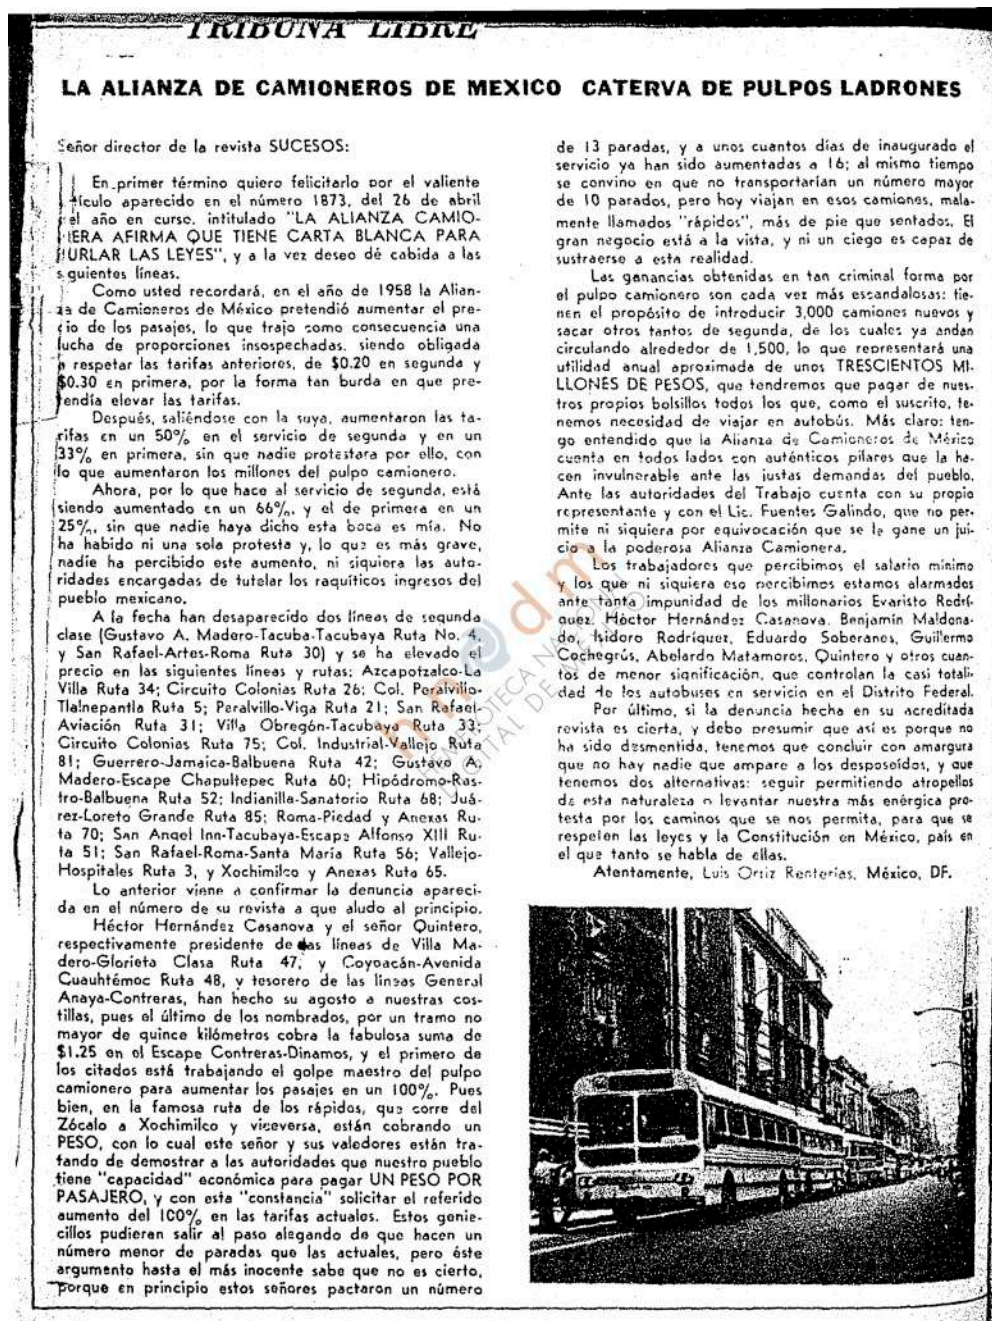 TRIBUNA LIBRE
LA ALIANZA DE CAMIONEROS DE MEXICO CATERVA DE PULPOS LADRONES
Señor director de la revista SUCESOS:
En primer término quiero felicitarlo por el valiente
tículo aparecido en el número 1873, del 26 de abril
el año en curso, intitulado "LA ALIANZA CAMIO-
ERA AFIRMA QUE TIENE CARTA BLANCA PARA
URLAR LAS LEYES", y a la vez deseo dé cabida a las
siguientes líneas.
Como usted recordará, en el año de 1958 la Alian-
za de Camioneros de México pretendió aumentar el pre-
cio de los pasajes, lo que trajo como consecuencia una
lucha de proporciones insospechadas, siendo obligada
a respetar las tarifas anteriores, de $0.20 en segunda y
$0.30 en primera, por la forma tan burda en que pre-
endía elevar las tarifas.
Después, saliéndose con la suya, aumentaron las ta-
rifas en un 50% en el servicio de segunda y en un
33% en primera, sin que nadie protestara por ello, con
lo que aumentaron los millones del pulpo camionero.
Ahora, por lo que hace al servicio de segunda, está
siendo aumentado en un 66%, y el de primera en un
25%, sin que nadie haya dicho esta boca es mía. No
ha habido ni una sola protesta y, lo que es más grave,
nadie ha percibido este aumento, ni siquiera las auto-
ridades encargadas de tutelar los raquíticos ingresos del
pueblo mexicano.
A la fecha han desaparecido dos líneas de segunda
clase (Gustavo A. Madero-Tacuba-Tacubaya Ruta No. 4,
y San Rafael-Artes-Roma Ruta 30) y se ha elevado el
precio en las siguientes líneas y rutas: Azcapotzalco-La
Villa Ruta 34; Circuito Colonias Ruta 26; Col. Peralvillo-
Tlalnepantla Ruta 5; Peralvillo-Viga Ruta 21; San Rafael-
Aviación Ruta 31; Villa Obregón-Tacubaya Ruta 33;
Circuito Colonias Ruta 75; Col. Industrial-Vallejo Ruta
81; Guerrero-Jamaica-Balbuena Ruta 42; Gustavo A.
Madero-Escape Chapultepec Ruta 60; Hipódromo-Ras-
tro-Balbuena Ruta 52; Indianilla-Sanatorio Ruta 68; Juá-
rez-Loreto Grande Ruta 85; Roma-Piedad y Anexas Ru-
ta 70; San Angel Inn-Tacubaya-Escape Alfonso XIII Ru-
ta 51; San Rafael-Roma-Santa María Ruta 56; Vallejo-
Hospitales Ruta 3, y Xochimilco y Anexas Ruta 65.
Lo anterior viene a confirmar la denuncia apareci-
da en el número de su revista a que aludo al principio.
Héctor Hernández Casanova y el señor Quintero,
respectivamente presidente de las líneas de Villa Ma-
dero-Glorieta Clasa Ruta 47, y Coyoacán-Avenida
Cuauhtémoc Ruta 48, y tesorero de las líneas General
Anaya-Contreras, han hecho su agosto a nuestras cos-
tillas, pues el último de los nombrados, por un tramo no
mayor de quince kilómetros cobra la fabulosa suma de
$1.25 en el Escape Contreras-Dinamos, y el primero de
los citados está trabajando el golpe maestro del pulpo
camionero para aumentar los pasajes en un 100%. Pues
bien, en la famosa ruta de los rápidos, que corre del
Zócalo a Xochimilco y viceversa, están cobrando un
PESO, con lo cual este señor y sus valedores están tra-
tando de demostrar a las autoridades que nuestro pueblo
tiene "capacidad" económica para pagar UN PESO POR
PASAJERO, y con esta "constancia" solicitar el referido
aumento del 100% en las tarifas actuales. Estos genie-
cillos pudieran salir al paso alegando de que hacen un
número menor de paradas que las actuales, pero éste
argumento hasta el más inocente sabe que no es cierto,
porque en principio estos señores pactaron un número
de 13 paradas, y a unos cuantos días de inaugurado el
servicio ya han sido aumentadas a 16; al mismo tiempo
se convino en que no transportarían un número mayor
de 10 parados, pero hoy viajan en esos camiones, mala-
mente llamados "rápidos", más de pie que sentados. El
gran negocio está a la vista, y ni un ciego es capaz de
sustraerse a esta realidad.
Las ganancias obtenidas en tan criminal forma por
el pulpo camionero son cada vez más escandalosas: tie-
nen el propósito de introducir 3,000 camiones nuevos y
sacar otros tantos de segunda, de los cuales ya andan
circulando alrededor de 1,500, lo que representará una
utilidad anual aproximada de unos TRESCIENTOS MI-
LLONES DE PESOS, que tendremos que pagar de nues-
tros propios bolsillos todos los que, como el suscrito, te-
nemos necesidad de viajar en autobús. Más claro: ten-
go entendido que la Alianza de Camioneros de México
cuenta en todos lados con auténticos pilares que la ha-
cen invulnerable ante las justas demandas del pueblo.
Ante las autoridades del Trabajo cuenta con su propio
representante y con el Lic. Fuentes Galindo, que no per-
mite ni siquiera por equivocación que se le gane un jui-
cio a la poderosa Alianza Camionera.
Los trabajadores que percibimos el salario mínimo
y los que ni siquiera eso percibimos estamos alarmados
ante tanta impunidad de los millonarios Evaristo Rodrí-
guez, Héctor Hernández Casanova, Benjamín Maldona-
do, Isidoro Rodríguez, Eduardo Soberanes, Guillermo
Cochegrús, Abelardo Matamoros, Quintero y otros cuan-
tos de menor significación, que controlan la casi totali-
dad de los autobuses en servicio en el Distrito Federal.
Por último, si la denuncia hecha en su acreditada
revista es cierta, y debo presumir que así es porque no
ha sido desmentida, tenemos que concluir con amargura
que no hay nadie que ampare a los desposeídos, y que
tenemos dos alternativas: seguir permitiendo atropellos
de esta naturaleza o levantar nuestra más enérgica pro-
testa por los caminos que se nos permita, para que se
respeten las leyes y la Constitución en México, país en
el que tanto se habla de ellas.
Atentamente, Luis Ortiz Renterías, México, DF.
hn@dm
HEMEROTECA NACIONAL
DIGITAL DE MÉXICO